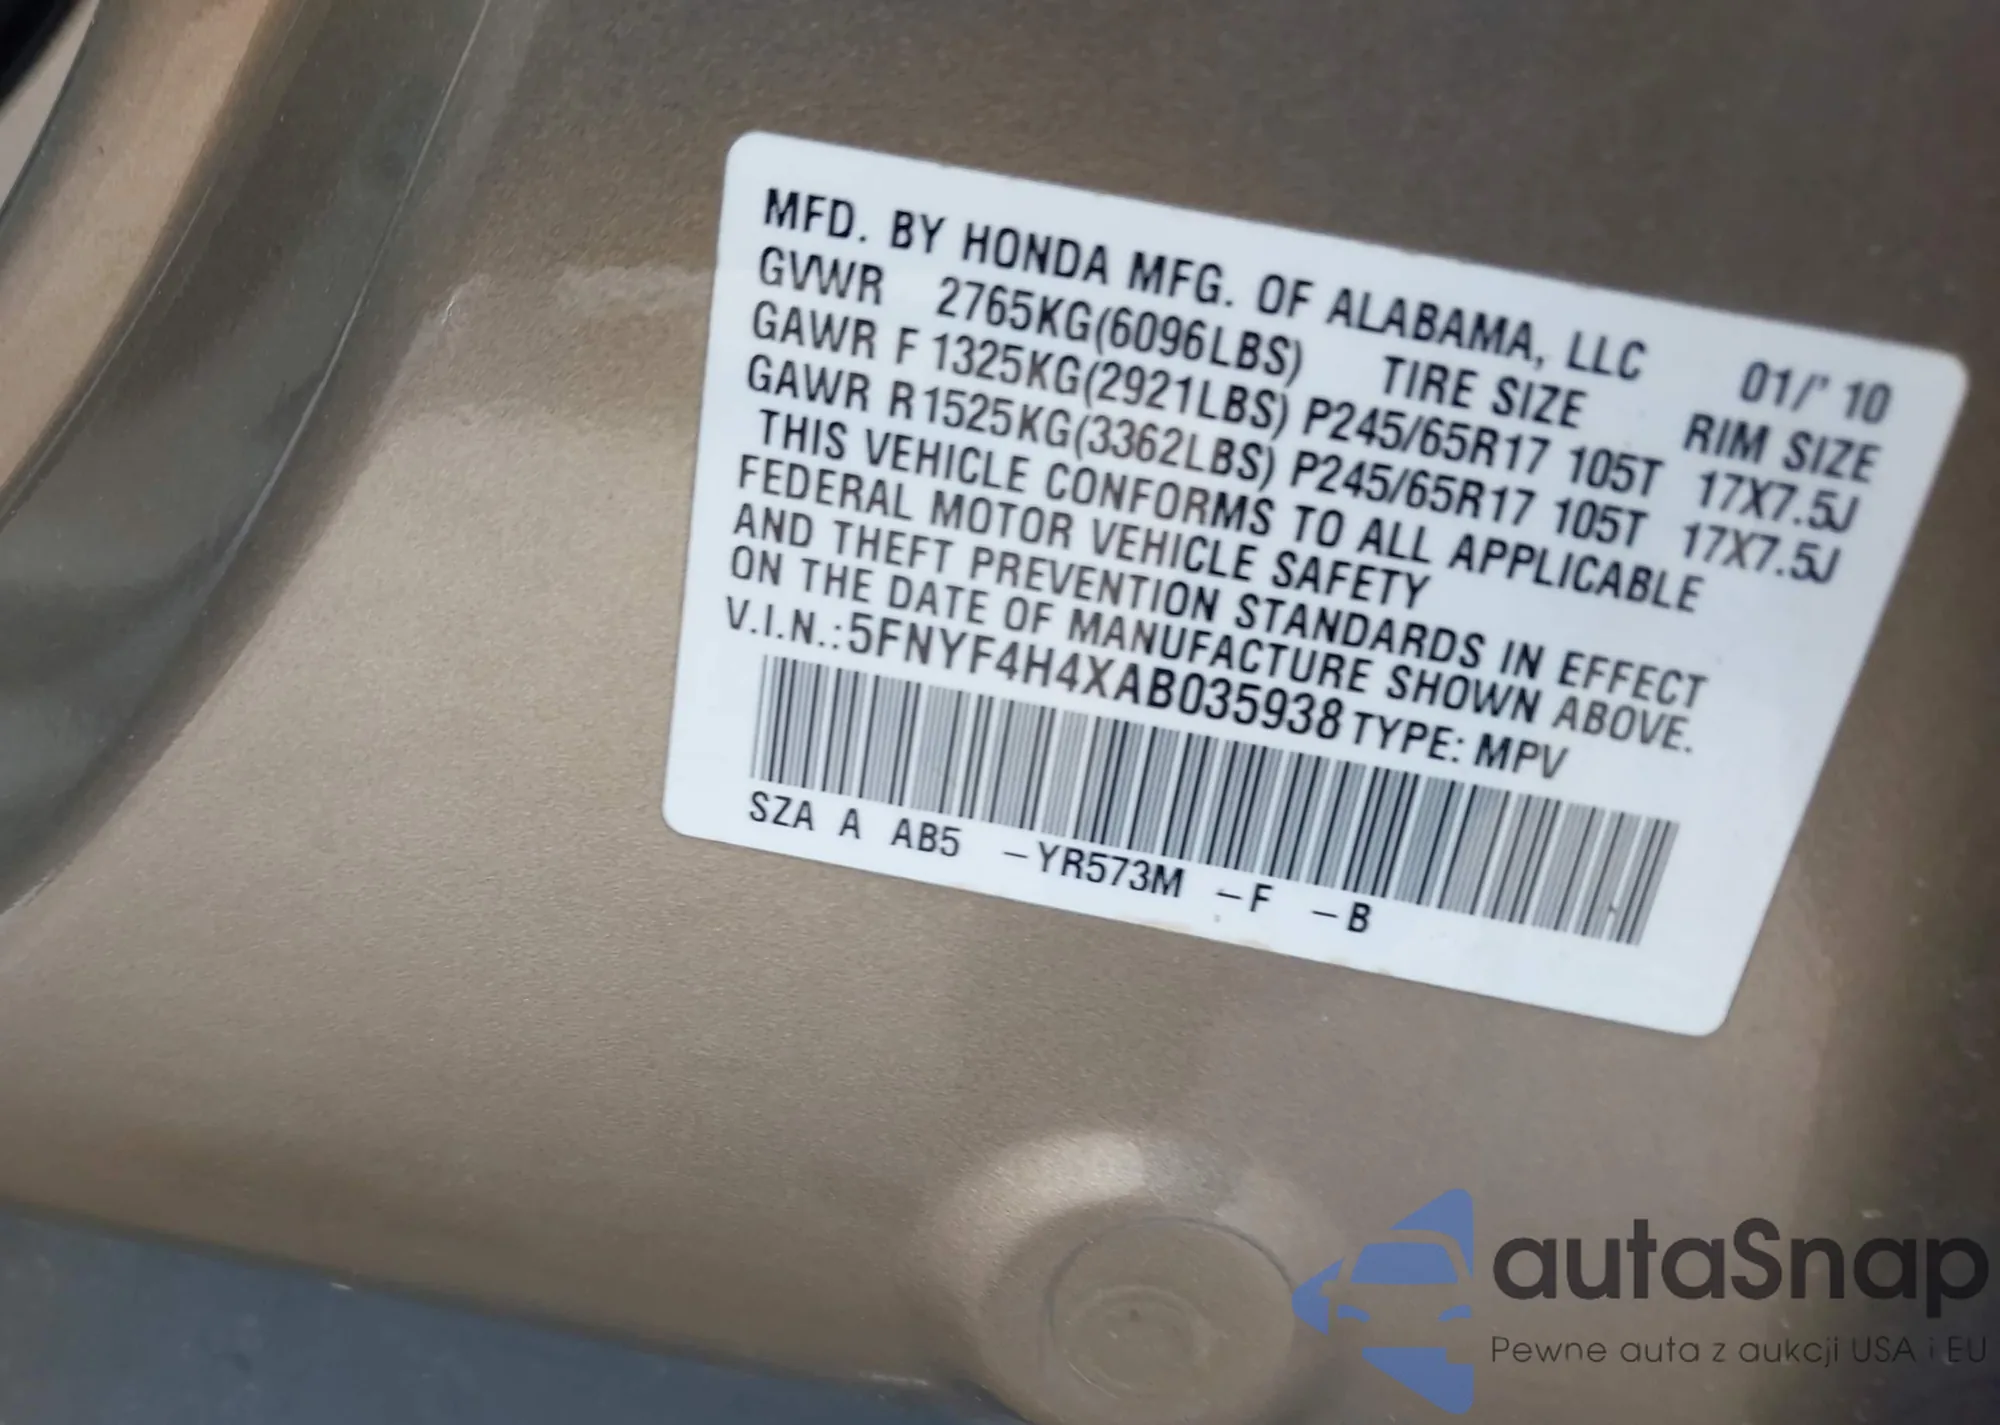 MFD. BY HONDA MFG. OF ALABAMA, LLC 01/' 10
GVWR 2765KG(6096LBS) TIRE SIZE RIM SIZE
GAWR F 1325KG(2921LBS) P245/65R17 105T 17X7.5J
GAWR R 1525KG(3362LBS) P245/65R17 105T 17X7.5J
THIS VEHICLE CONFORMS TO ALL APPLICABLE
FEDERAL MOTOR VEHICLE SAFETY
AND THEFT PREVENTION STANDARDS IN EFFECT
ON THE DATE OF MANUFACTURE SHOWN ABOVE.
V.I.N.:5FNYF4H4XAB035938 TYPE: MPV
SZA A AB5 -YR573M -F -B
autaSnap
Pewne auta z aukcji USA i EU